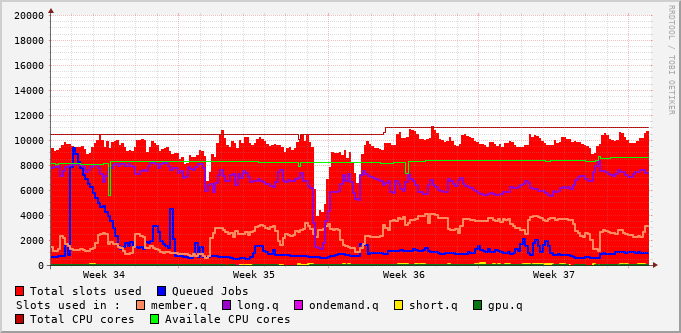 20000
18000
16000
14000
12000
10000
8000
6000
4000
2000
0
Week 34 Week 35 Week 36 Week 37
RRDTOOL / TOBI OETIKER
Total slots used Queued Jobs
Slots used in : member.q long.q ondemand.q short.q gpu.q
Total CPU cores Availale CPU cores